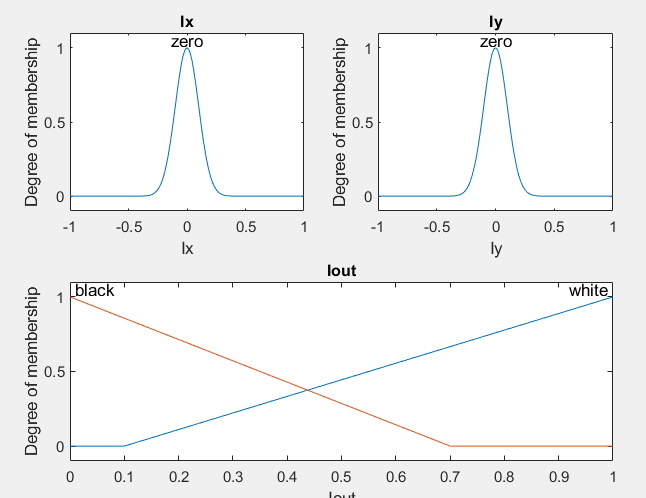 Ix
Degree of membership
1
0.5
0
zero
-1 -0.5 0 0.5 1
Ix
Iy
Degree of membership
1
0.5
0
zero
-1 -0.5 0 0.5 1
Iy
Iout
Degree of membership
1
0.5
0
black white
0 0.1 0.2 0.3 0.4 0.5 0.6 0.7 0.8 0.9 1
Iout